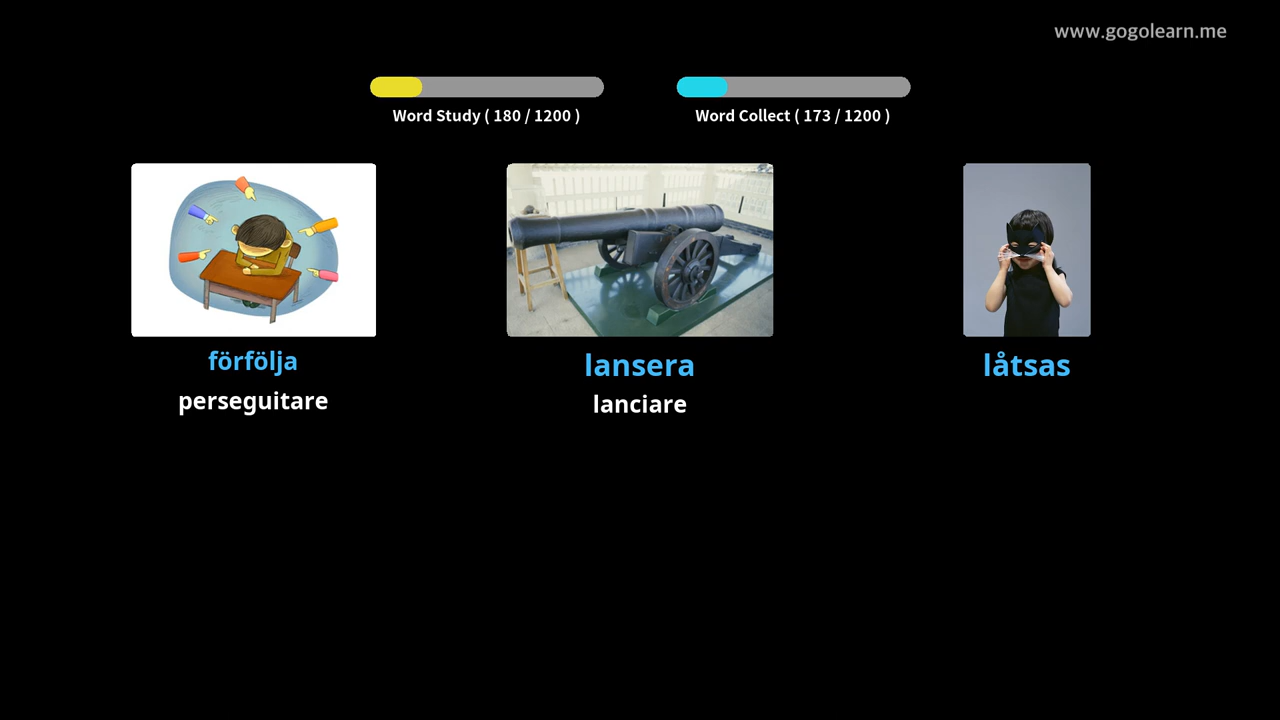 www.gogolearn.me
Word Study ( 180 / 1200 )
Word Collect ( 173 / 1200 )
förfölja
perseguitare
lansera
lanciare
låtsas